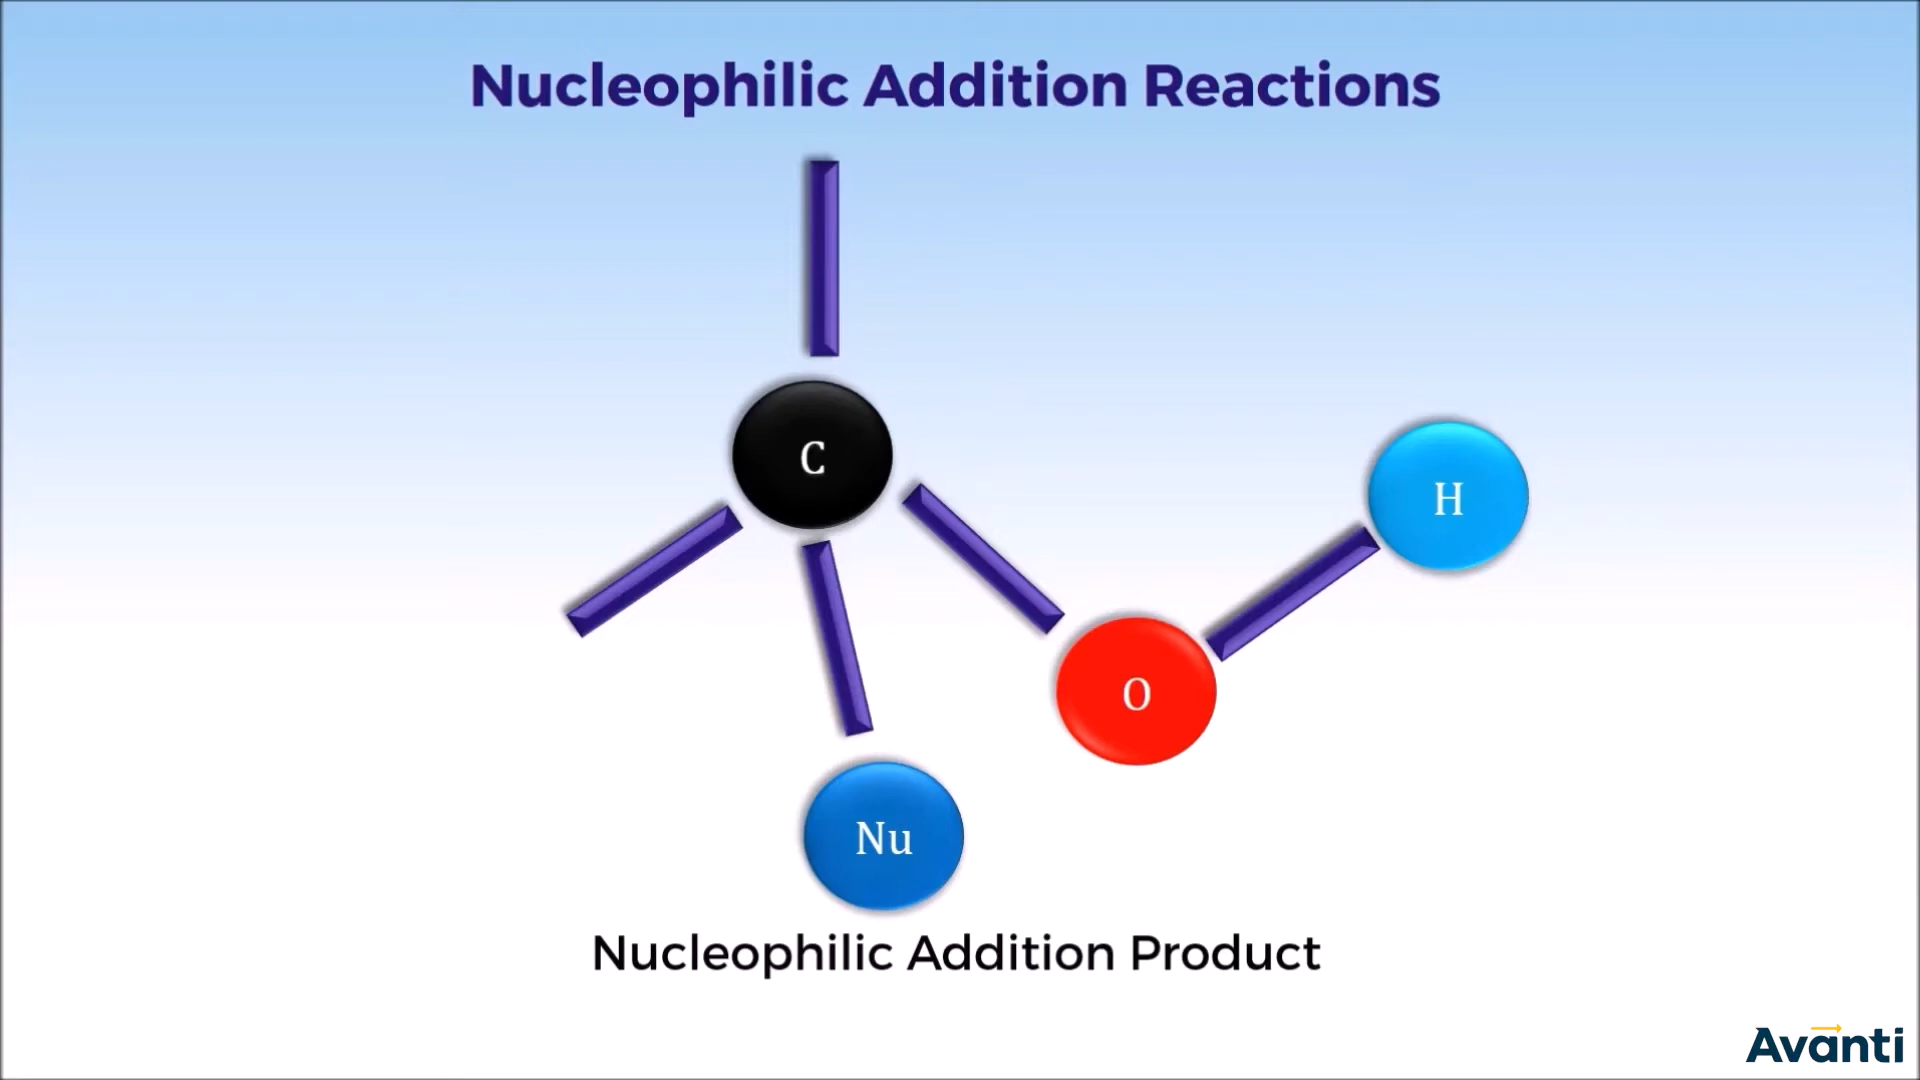 Nucleophilic Addition Reactions
C
H
O
Nu
Nucleophilic Addition Product
Avanti